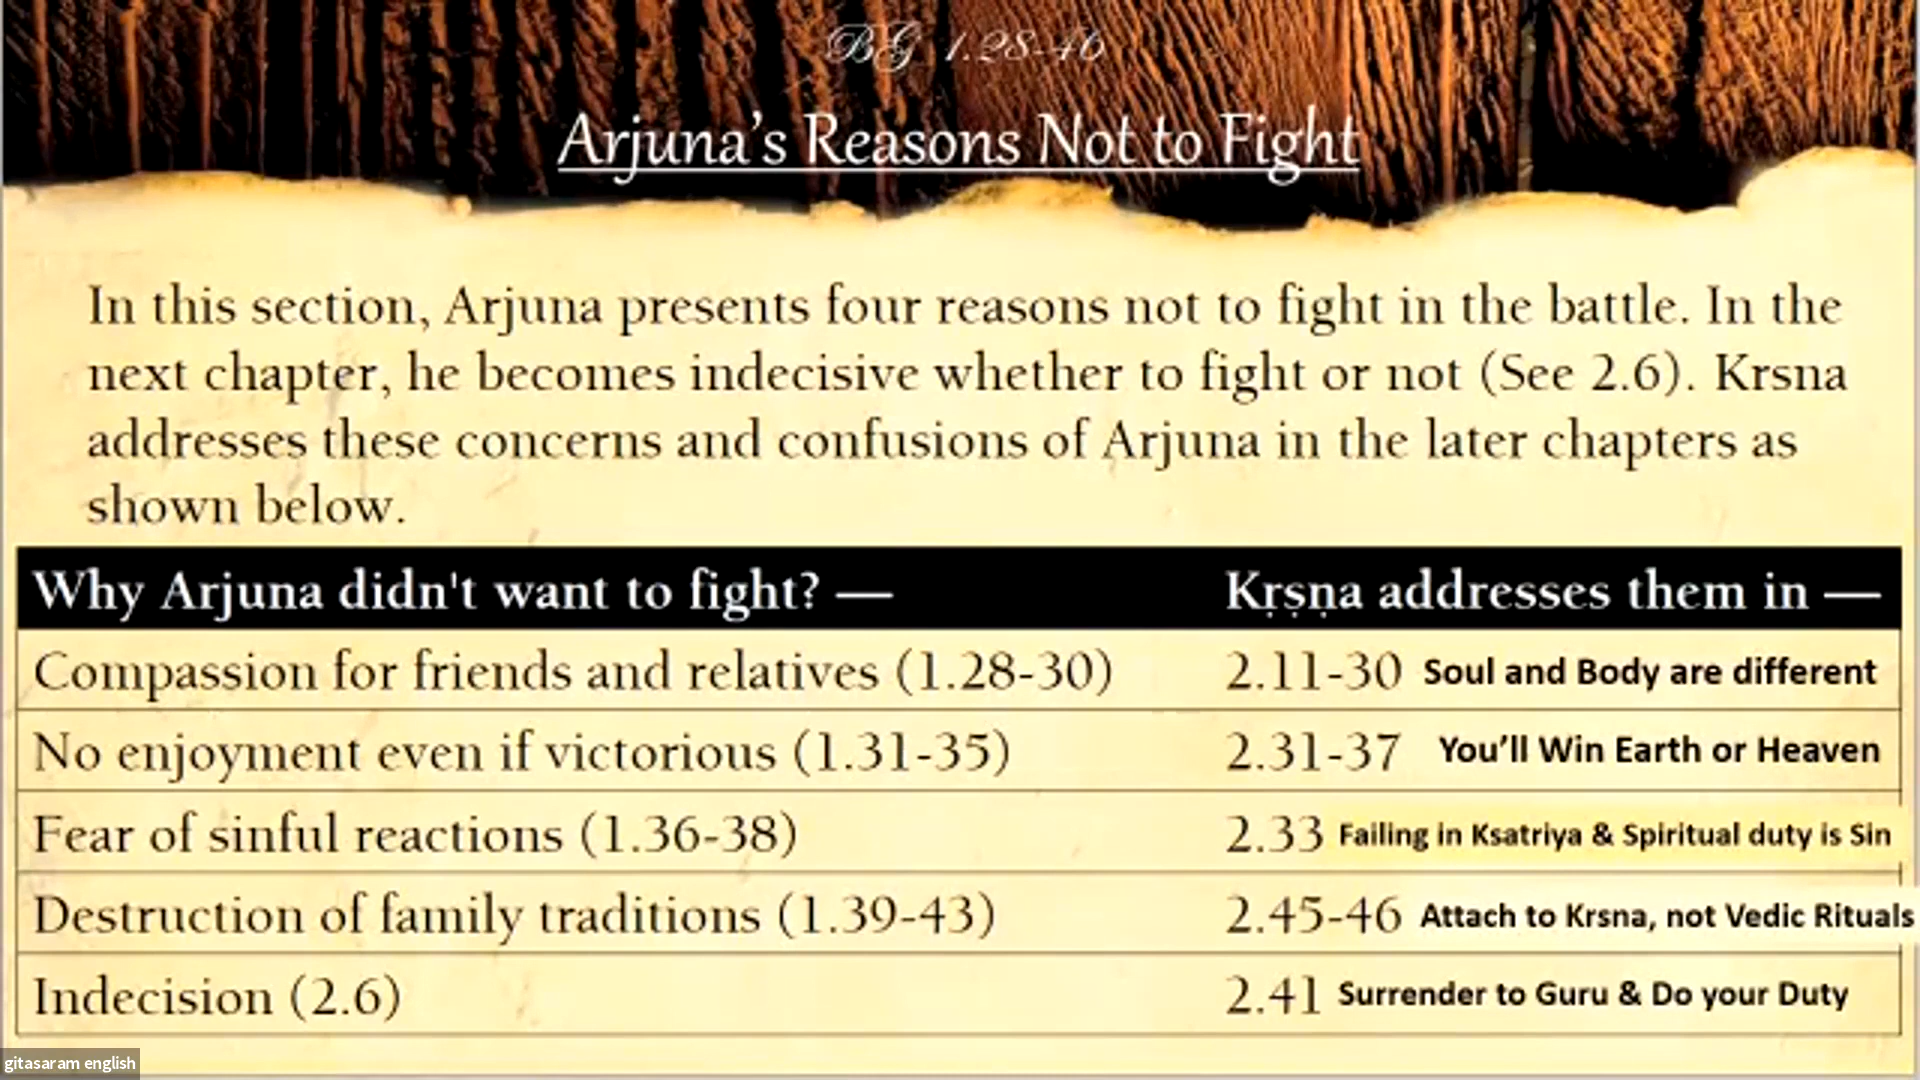 BG 1.28-46
Arjuna's Reasons Not to Fight
In this section, Arjuna presents four reasons not to fight in the battle. In the
next chapter, he becomes indecisive whether to fight or not (See 2.6). Krsna
addresses these concerns and confusions of Arjuna in the later chapters as
shown below.
Why Arjuna didn't want to fight? — Kṛṣṇa addresses them in —
Compassion for friends and relatives (1.28-30) 2.11-30 Soul and Body are different
No enjoyment even if victorious (1.31-35) 2.31-37 You'll Win Earth or Heaven
Fear of sinful reactions (1.36-38) 2.33 Failing in Ksatriya & Spiritual duty is Sin
Destruction of family traditions (1.39-43) 2.45-46 Attach to Krsna, not Vedic Rituals
Indecision (2.6) 2.41 Surrender to Guru & Do your Duty
gitasaram english